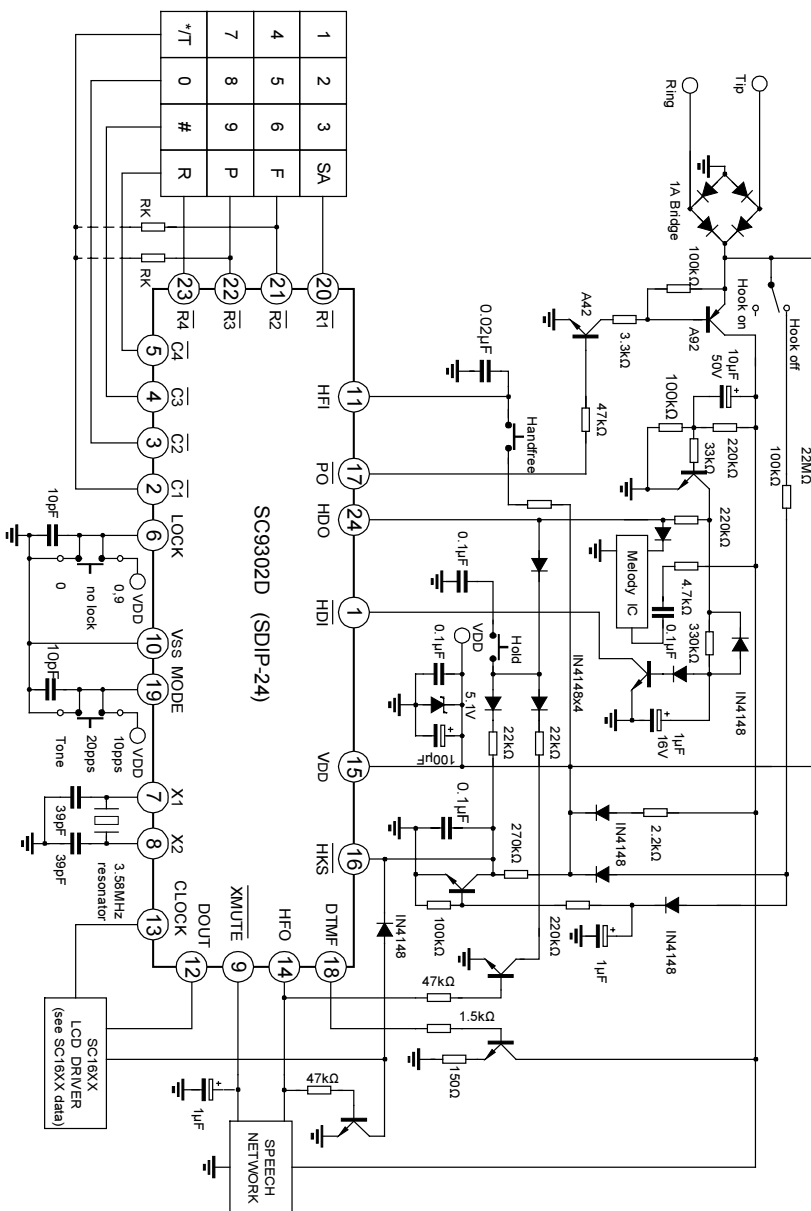 Tip
Ring
1A Bridge
Hook off
Hook on
100kΩ
A92
A42
3.3kΩ
47kΩ
10µF
50V
+
100kΩ
220kΩ
33kΩ
22MΩ
100kΩ
220kΩ
Melody IC
4.7kΩ
0.1µF
330kΩ
IN4148
1µF
16V
+
0.02µF
Handfree
0.1µF
Hold
IN4148x4
0.1µF
VDD
5.1V
100µF
+
22kΩ
22kΩ
2.2kΩ
IN4148
0.1µF
270kΩ
100kΩ
220kΩ
IN4148
1µF
+
IN4148
47kΩ
1.5kΩ
150Ω
47kΩ
1 2 3 SA
4 5 6 F
7 8 9 P
*/T 0 # R
RK
RK
20 R1
21 R2
22 R3
23 R4
5 C4
4 C3
3 C2
2 C1
6 LOCK
10 VSS
19 MODE
7 X1
8 X2
13 CLOCK
12 DOUT
9 XMUTE
14 HFO
18 DTMF
16 HKS
15 VDD
1 HDI
24 HDO
17 PO
11 HFI
SC9302D (SDIP-24)
10pF
0
no lock
0,9
VDD
10pF
Tone
20pps
10pps
VDD
39pF
39pF
3.58MHz
resonator
SC16XX
LCD DRIVER
(see SC16XX data)
1µF
+
SPEECH
NETWORK